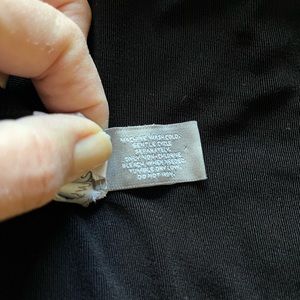 MACHINE WASH COLD.
GENTLE CYCLE
SEPARATELY.
ONLY NON-CHLORINE
BLEACH WHEN NEEDED.
TUMBLE DRY LOW.
DO NOT IRON.